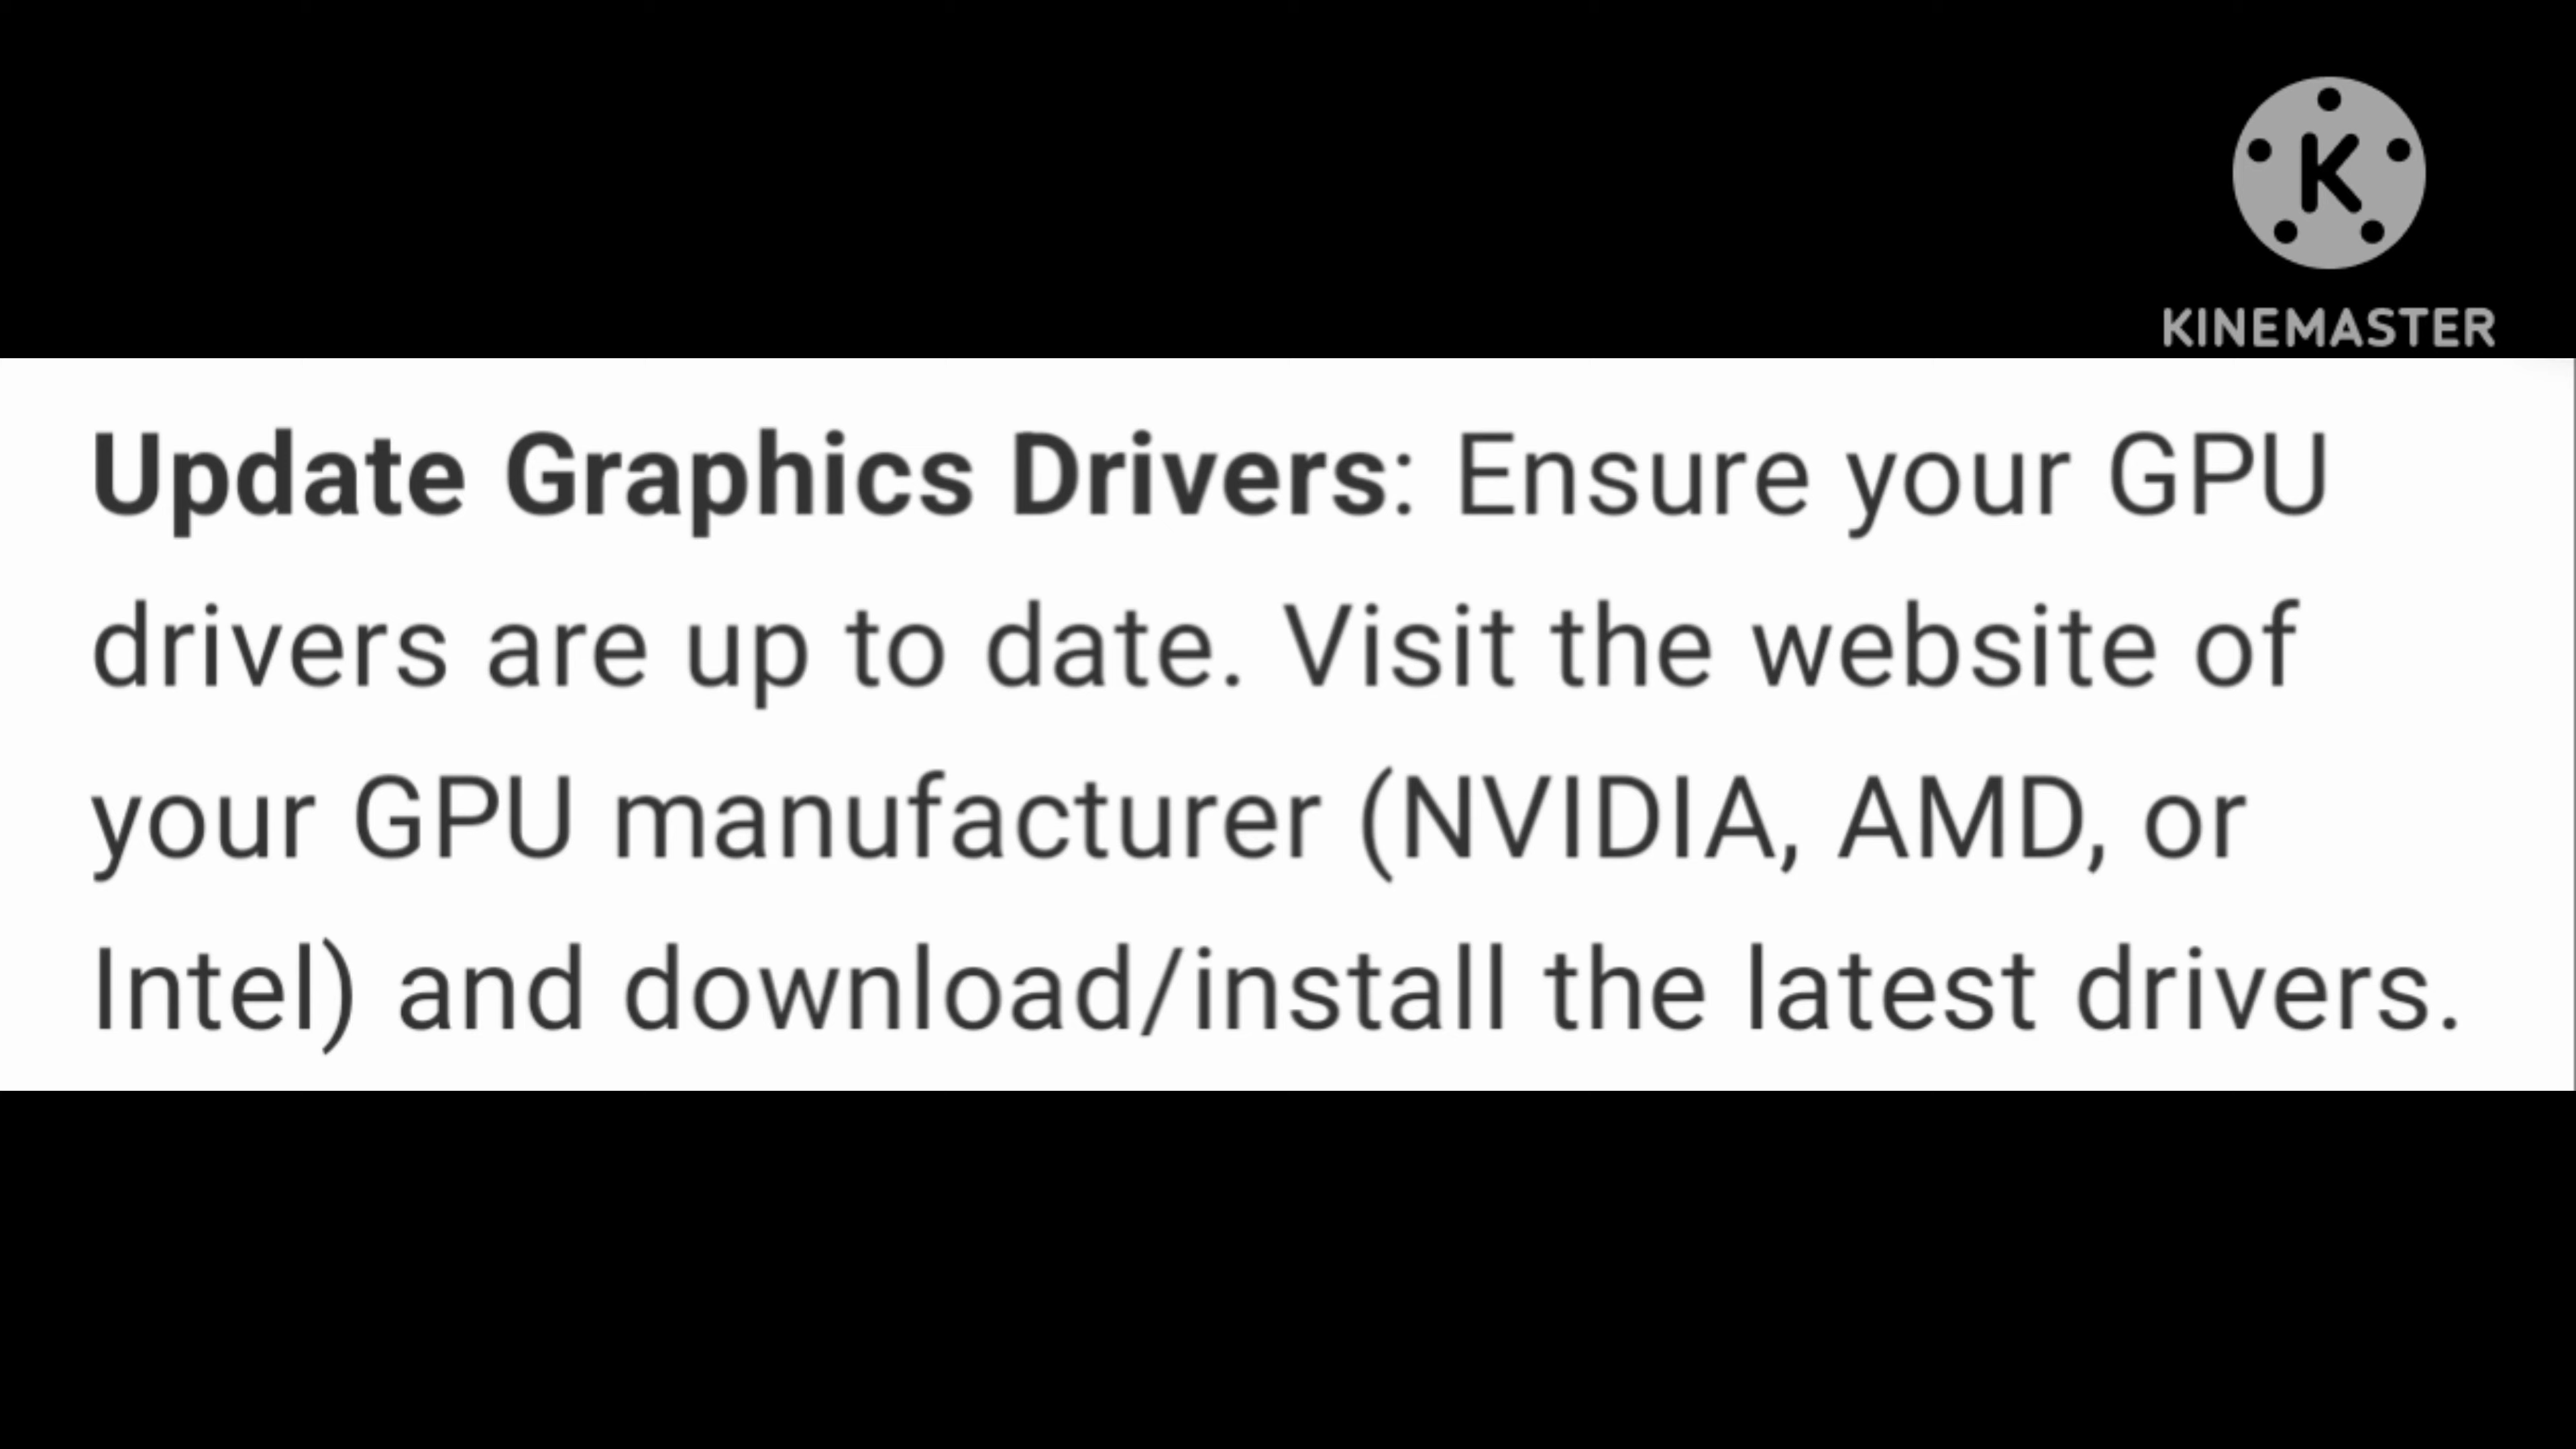 K
KINEMASTER
Update Graphics Drivers: Ensure your GPU
drivers are up to date. Visit the website of
your GPU manufacturer (NVIDIA, AMD, or
Intel) and download/install the latest drivers.